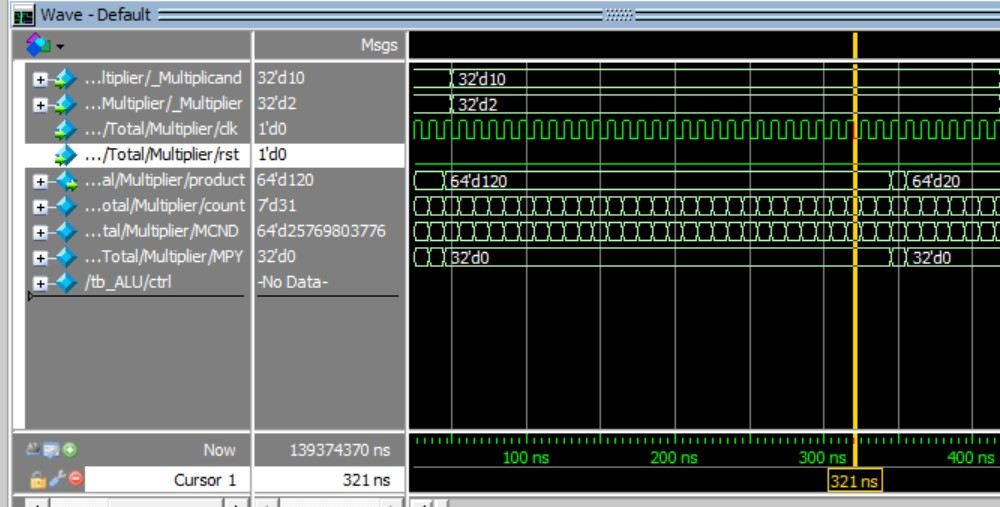 Wave - Default
Msgs
...ltiplier/_Multiplicand 32'd10 32'd10
...Multiplier/_Multiplier 32'd2 32'd2
.../Total/Multiplier/clk 1'd0
.../Total/Multiplier/rst 1'd0
...al/Multiplier/product 64'd120 64'd120 64'd20
...otal/Multiplier/count 7'd31
...tal/Multiplier/MCND 64'd25769803776
...Total/Multiplier/MPY 32'd0 32'd0 32'd0
/tb_ALU/ctrl -No Data-
Now 139374370 ns 100 ns 200 ns 300 ns 400 ns
Cursor 1 321 ns 321 ns